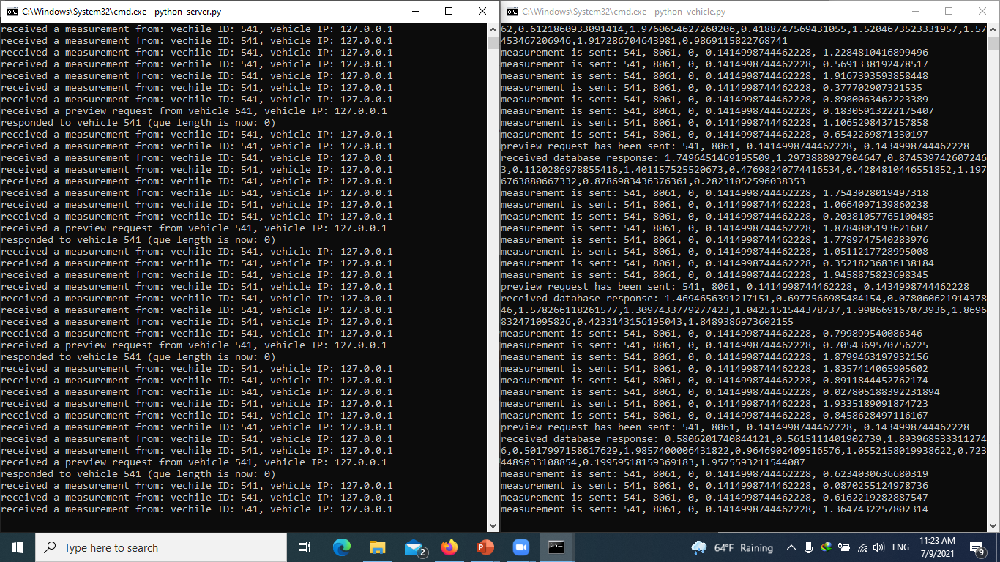 C:\Windows\System32\cmd.exe - python server.py
received a measurement from: vechile ID: 541, vehicle IP: 127.0.0.1
received a measurement from: vechile ID: 541, vehicle IP: 127.0.0.1
received a measurement from: vechile ID: 541, vehicle IP: 127.0.0.1
received a measurement from: vechile ID: 541, vehicle IP: 127.0.0.1
received a measurement from: vechile ID: 541, vehicle IP: 127.0.0.1
received a measurement from: vechile ID: 541, vehicle IP: 127.0.0.1
received a measurement from: vechile ID: 541, vehicle IP: 127.0.0.1
received a preview request from vehicle 541, vehicle IP: 127.0.0.1
responded to vehicle 541 (que length is now: 0)
received a measurement from: vechile ID: 541, vehicle IP: 127.0.0.1
received a measurement from: vechile ID: 541, vehicle IP: 127.0.0.1
received a measurement from: vechile ID: 541, vehicle IP: 127.0.0.1
received a measurement from: vechile ID: 541, vehicle IP: 127.0.0.1
received a measurement from: vechile ID: 541, vehicle IP: 127.0.0.1
received a measurement from: vechile ID: 541, vehicle IP: 127.0.0.1
received a measurement from: vechile ID: 541, vehicle IP: 127.0.0.1
received a measurement from: vechile ID: 541, vehicle IP: 127.0.0.1
received a preview request from vehicle 541, vehicle IP: 127.0.0.1
responded to vehicle 541 (que length is now: 0)
received a measurement from: vechile ID: 541, vehicle IP: 127.0.0.1
received a measurement from: vechile ID: 541, vehicle IP: 127.0.0.1
received a measurement from: vechile ID: 541, vehicle IP: 127.0.0.1
received a measurement from: vechile ID: 541, vehicle IP: 127.0.0.1
received a measurement from: vechile ID: 541, vehicle IP: 127.0.0.1
received a measurement from: vechile ID: 541, vehicle IP: 127.0.0.1
received a measurement from: vechile ID: 541, vehicle IP: 127.0.0.1
received a measurement from: vechile ID: 541, vehicle IP: 127.0.0.1
received a preview request from vehicle 541, vehicle IP: 127.0.0.1
responded to vehicle 541 (que length is now: 0)
received a measurement from: vechile ID: 541, vehicle IP: 127.0.0.1
received a measurement from: vechile ID: 541, vehicle IP: 127.0.0.1
received a measurement from: vechile ID: 541, vehicle IP: 127.0.0.1
received a measurement from: vechile ID: 541, vehicle IP: 127.0.0.1
received a measurement from: vechile ID: 541, vehicle IP: 127.0.0.1
received a measurement from: vechile ID: 541, vehicle IP: 127.0.0.1
received a measurement from: vechile ID: 541, vehicle IP: 127.0.0.1
received a measurement from: vechile ID: 541, vehicle IP: 127.0.0.1
received a preview request from vehicle 541, vehicle IP: 127.0.0.1
responded to vehicle 541 (que length is now: 0)
received a measurement from: vechile ID: 541, vehicle IP: 127.0.0.1
received a measurement from: vechile ID: 541, vehicle IP: 127.0.0.1
received a measurement from: vechile ID: 541, vehicle IP: 127.0.0.1
C:\Windows\System32\cmd.exe - python vehicle.py
62,0.6121860933091414,1.9760654627260206,0.4188747569431055,1.5204673523331957,1.57
453467206946,1.917286704643981,0.9869115822768741
measurement is sent: 541, 8061, 0, 0.1414998744462228, 1.2284810416899496
measurement is sent: 541, 8061, 0, 0.1414998744462228, 0.5691338192478517
measurement is sent: 541, 8061, 0, 0.1414998744462228, 1.9167393593858448
measurement is sent: 541, 8061, 0, 0.1414998744462228, 0.377702907321535
measurement is sent: 541, 8061, 0, 0.1414998744462228, 0.8980063462223389
measurement is sent: 541, 8061, 0, 0.1414998744462228, 0.18305913222175407
measurement is sent: 541, 8061, 0, 0.1414998744462228, 1.1065298437157858
measurement is sent: 541, 8061, 0, 0.1414998744462228, 0.6542269871330197
preview request has been sent: 541, 8061, 0.1414998744462228, 0.1434998744462228
received database response: 1.7496451469195509,1.2973888927904647,0.874539742607246
3,0.1120286978855416,1.401157525520673,0.47698240774416534,0.4284810446551852,1.197
6763880667332,0.8786983436376361,0.28231052596038353
measurement is sent: 541, 8061, 0, 0.1414998744462228, 1.7543028019497318
measurement is sent: 541, 8061, 0, 0.1414998744462228, 1.0664097139860238
measurement is sent: 541, 8061, 0, 0.1414998744462228, 0.20381057765100485
measurement is sent: 541, 8061, 0, 0.1414998744462228, 1.8784005193621687
measurement is sent: 541, 8061, 0, 0.1414998744462228, 1.7789747540283976
measurement is sent: 541, 8061, 0, 0.1414998744462228, 1.0511217728995008
measurement is sent: 541, 8061, 0, 0.1414998744462228, 0.35218236836138184
measurement is sent: 541, 8061, 0, 0.1414998744462228, 1.9458875823698345
preview request has been sent: 541, 8061, 0.1414998744462228, 0.1434998744462228
received database response: 1.4694656391217151,0.6977566985484154,0.078060621914378
46,1.578266118261577,1.3097433779277423,1.0425151544378737,1.998669167073936,1.8696
832471095826,0.4233143156195043,1.8489386973602155
measurement is sent: 541, 8061, 0, 0.1414998744462228, 0.799899540086346
measurement is sent: 541, 8061, 0, 0.1414998744462228, 0.7054369570756225
measurement is sent: 541, 8061, 0, 0.1414998744462228, 1.8799463197932156
measurement is sent: 541, 8061, 0, 0.1414998744462228, 1.8357414065905602
measurement is sent: 541, 8061, 0, 0.1414998744462228, 0.8911844452762174
measurement is sent: 541, 8061, 0, 0.1414998744462228, 0.027805188392231894
measurement is sent: 541, 8061, 0, 0.1414998744462228, 1.9335189091874723
measurement is sent: 541, 8061, 0, 0.1414998744462228, 0.8458628497116167
preview request has been sent: 541, 8061, 0.1414998744462228, 0.1434998744462228
received database response: 0.5806201740844121,0.5615111401902739,1.893968533311274
6,0.5017997158617629,1.9857400006431822,0.9646902409516576,1.0552158019938622,0.723
4489633108854,0.19959518159369183,1.9575593211544087
measurement is sent: 541, 8061, 0, 0.1414998744462228, 0.6234030636680319
measurement is sent: 541, 8061, 0, 0.1414998744462228, 0.0870255124978736
measurement is sent: 541, 8061, 0, 0.1414998744462228, 0.6162219282887547
measurement is sent: 541, 8061, 0, 0.1414998744462228, 1.3647432257802314
Type here to search
2
64°F Raining
ENG
11:23 AM
7/9/2021
9